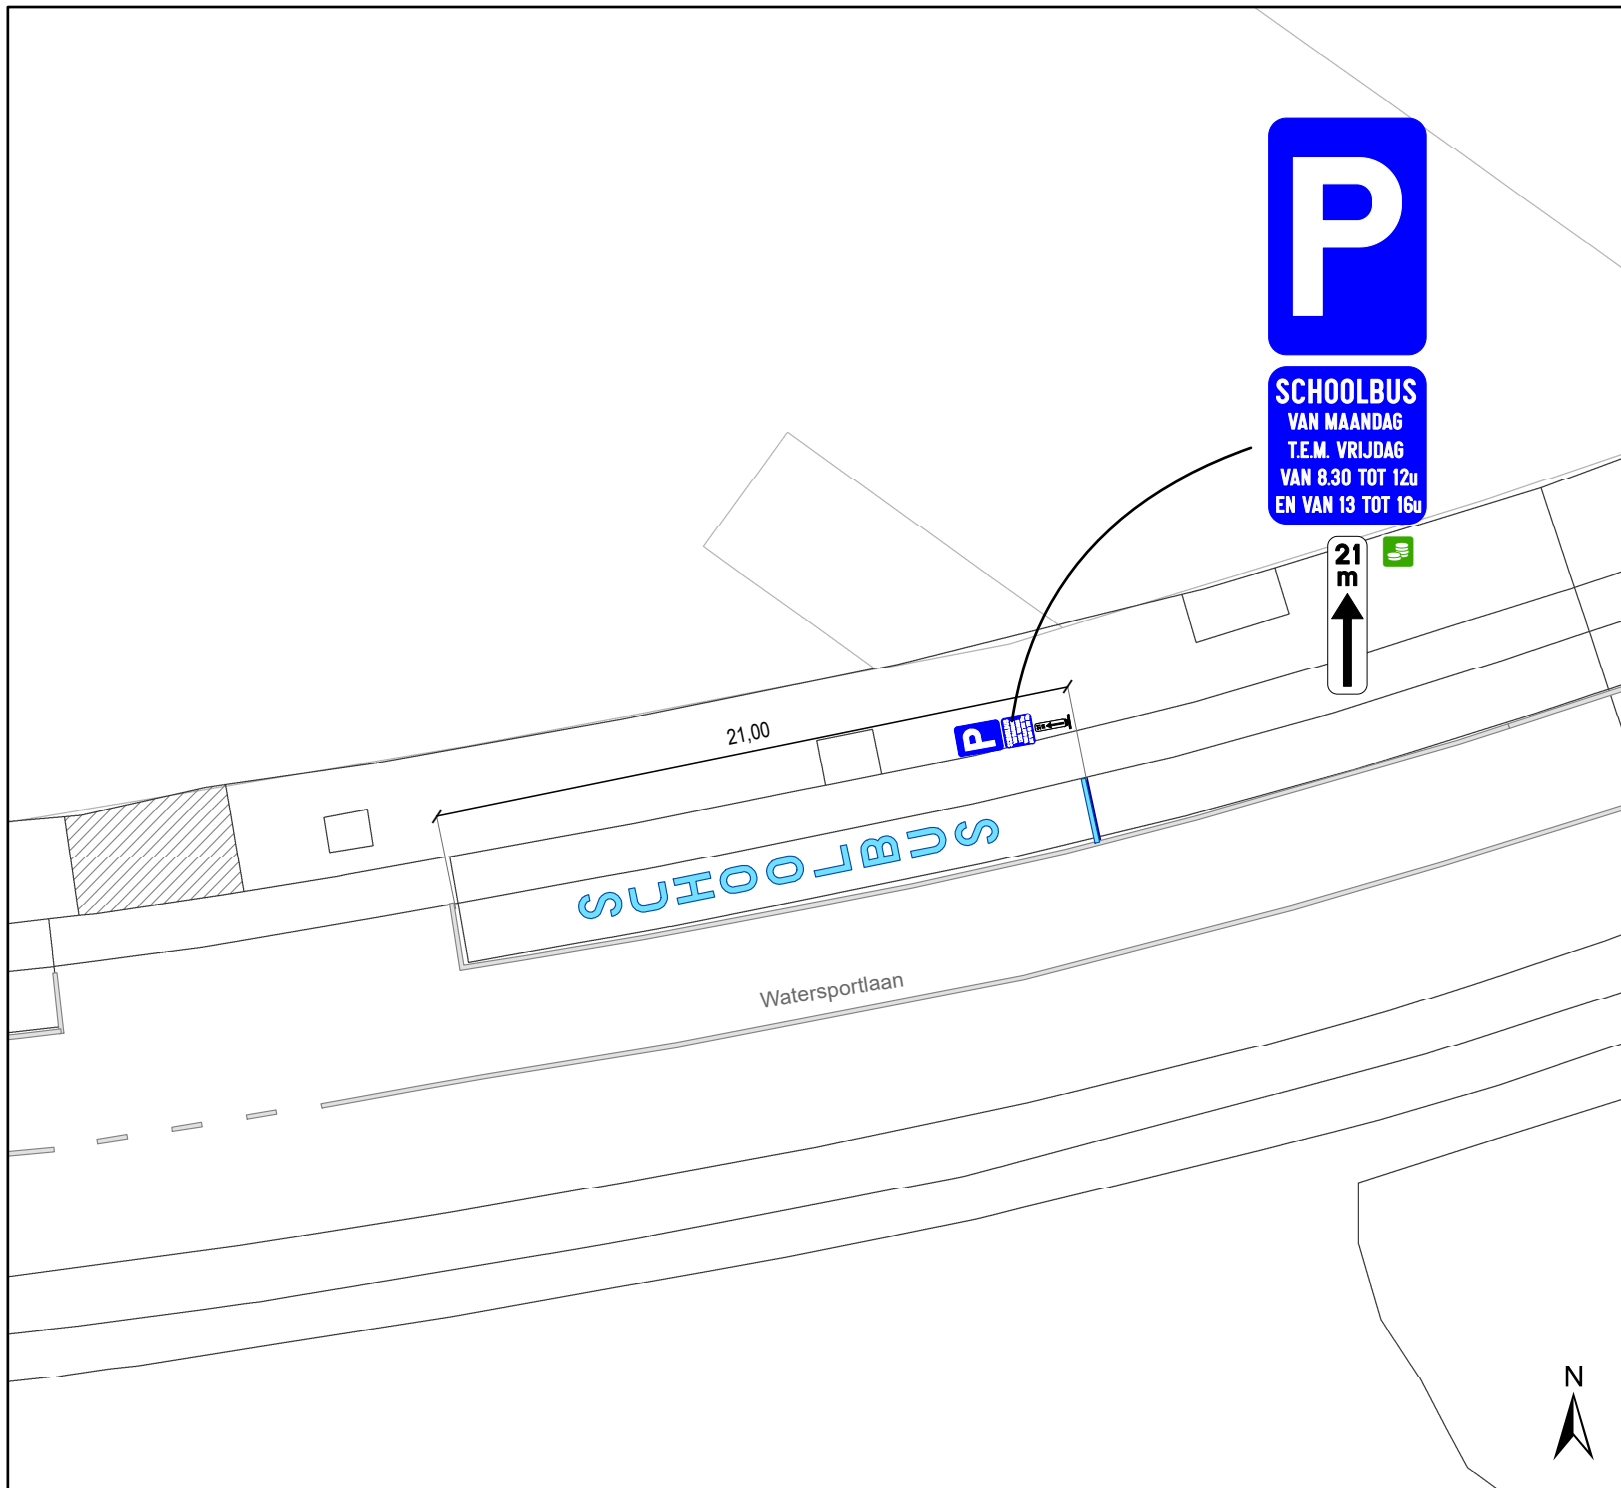 P
SCHOOLBUS
VAN MAANDAG
T.E.M. VRIJDAG
VAN 8.30 TOT 12u
EN VAN 13 TOT 16u
21
m
21,00
P
SCHOOLBUS
Watersportlaan
N